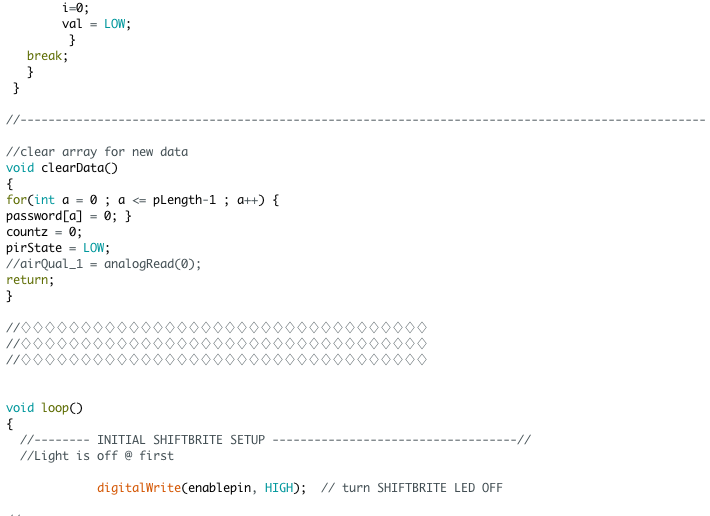 i=0;
val = LOW;
}
break;
}
}
//--------------------------------------------------------------------------------------------------
//clear array for new data
void clearData()
{
for(int a = 0 ; a <= pLength-1 ; a++) {
password[a] = 0; }
countz = 0;
pirState = LOW;
//airQual_1 = analogRead(0);
return;
}
//♢♢♢♢♢♢♢♢♢♢♢♢♢♢♢♢♢♢♢♢♢♢♢♢♢♢♢♢♢♢♢♢♢♢
//♢♢♢♢♢♢♢♢♢♢♢♢♢♢♢♢♢♢♢♢♢♢♢♢♢♢♢♢♢♢♢♢♢♢
//♢♢♢♢♢♢♢♢♢♢♢♢♢♢♢♢♢♢♢♢♢♢♢♢♢♢♢♢♢♢♢♢♢♢
void loop()
{
//-------- INITIAL SHIFTBRITE SETUP -----------------------------------//
//Light is off @ first
digitalWrite(enablepin, HIGH);  // turn SHIFTBRITE LED OFF